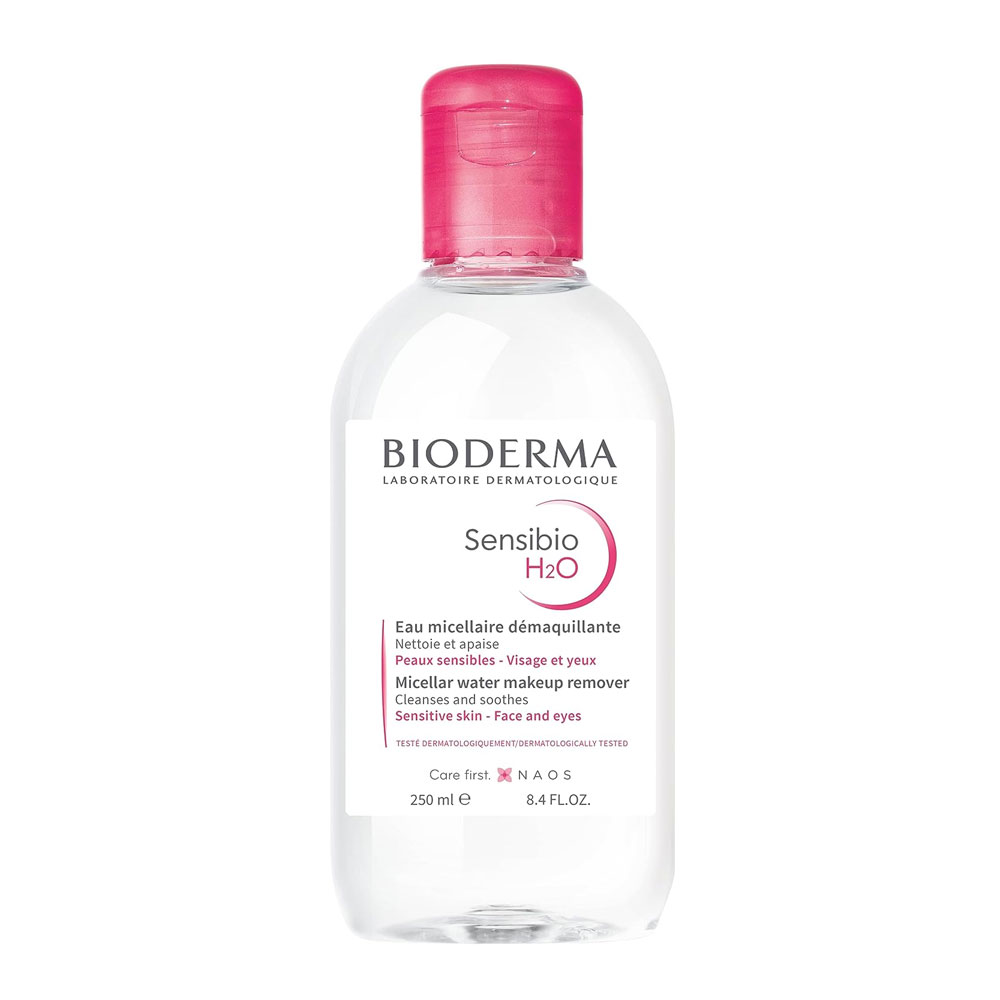 BIODERMA
LABORATOIRE DERMATOLOGIQUE
Sensibio
H2O
Eau micellaire démaquillante
Nettoie et apaise
Peaux sensibles - Visage et yeux
Micellar water makeup remover
Cleanses and soothes
Sensitive skin - Face and eyes
TESTÉ DERMATOLOGIQUEMENT/DERMATOLOGICALLY TESTED
Care first. NAOS
250 ml ℮ 8.4 FL.OZ.